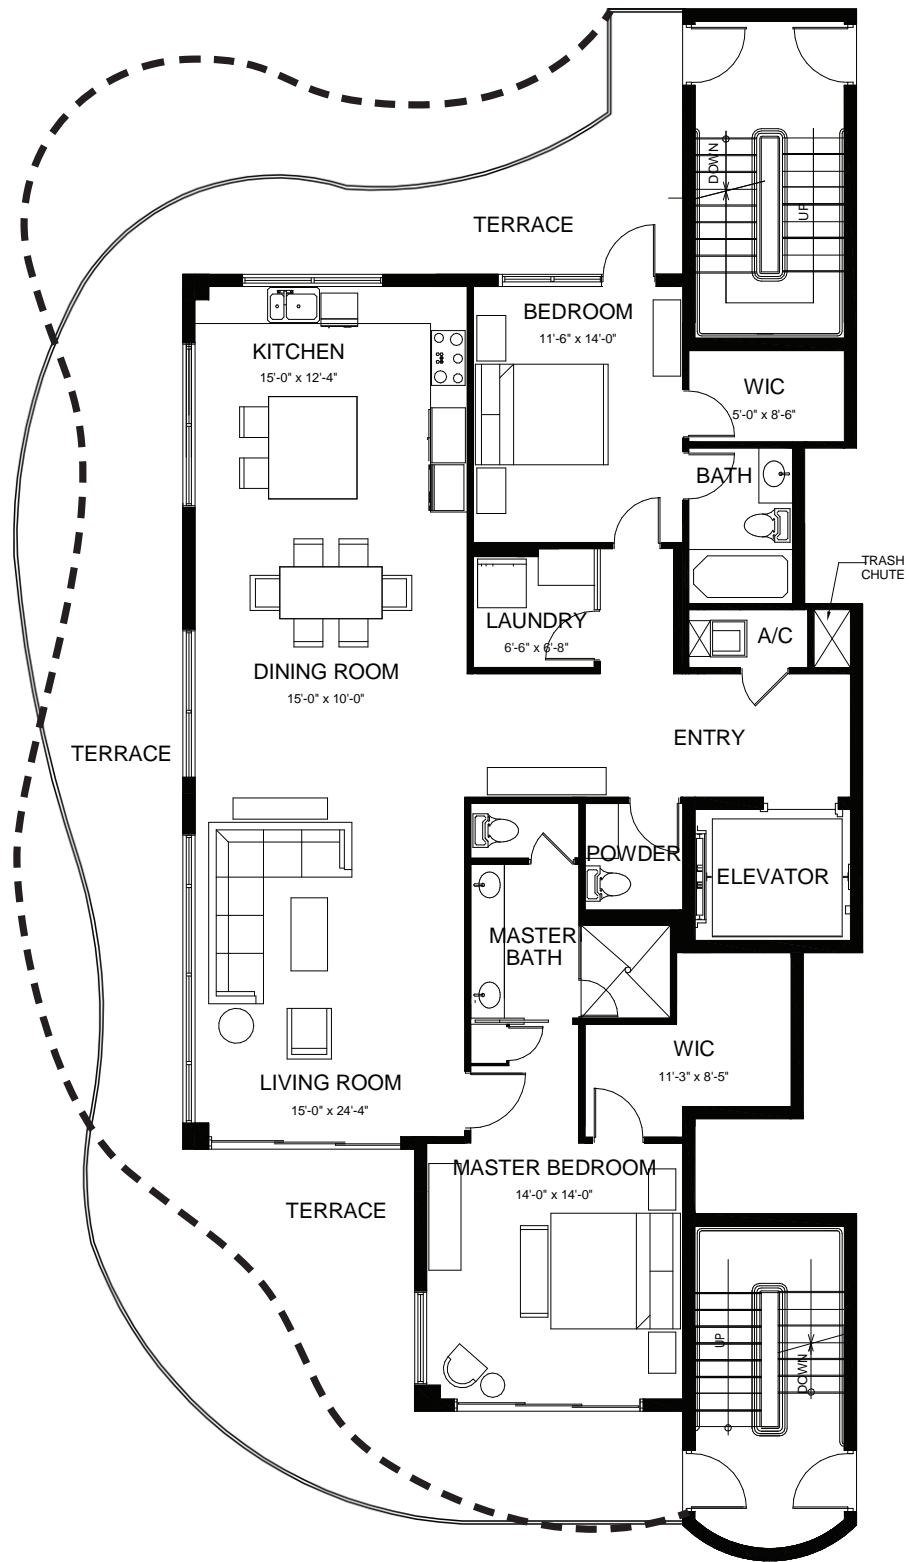 DOWN
UP
TERRACE
BEDROOM
11'-6" x 14'-0"
KITCHEN
15'-0" x 12'-4"
WIC
5'-0" x 8'-6"
BATH
TRASH
CHUTE
LAUNDRY
6'-6" x 6'-8"
A/C
DINING ROOM
15'-0" x 10'-0"
ENTRY
TERRACE
POWDER
ELEVATOR
MASTER
BATH
WIC
11'-3" x 8'-5"
LIVING ROOM
15'-0" x 24'-4"
MASTER BEDROOM
14'-0" x 14'-0"
TERRACE
UP
DOWN